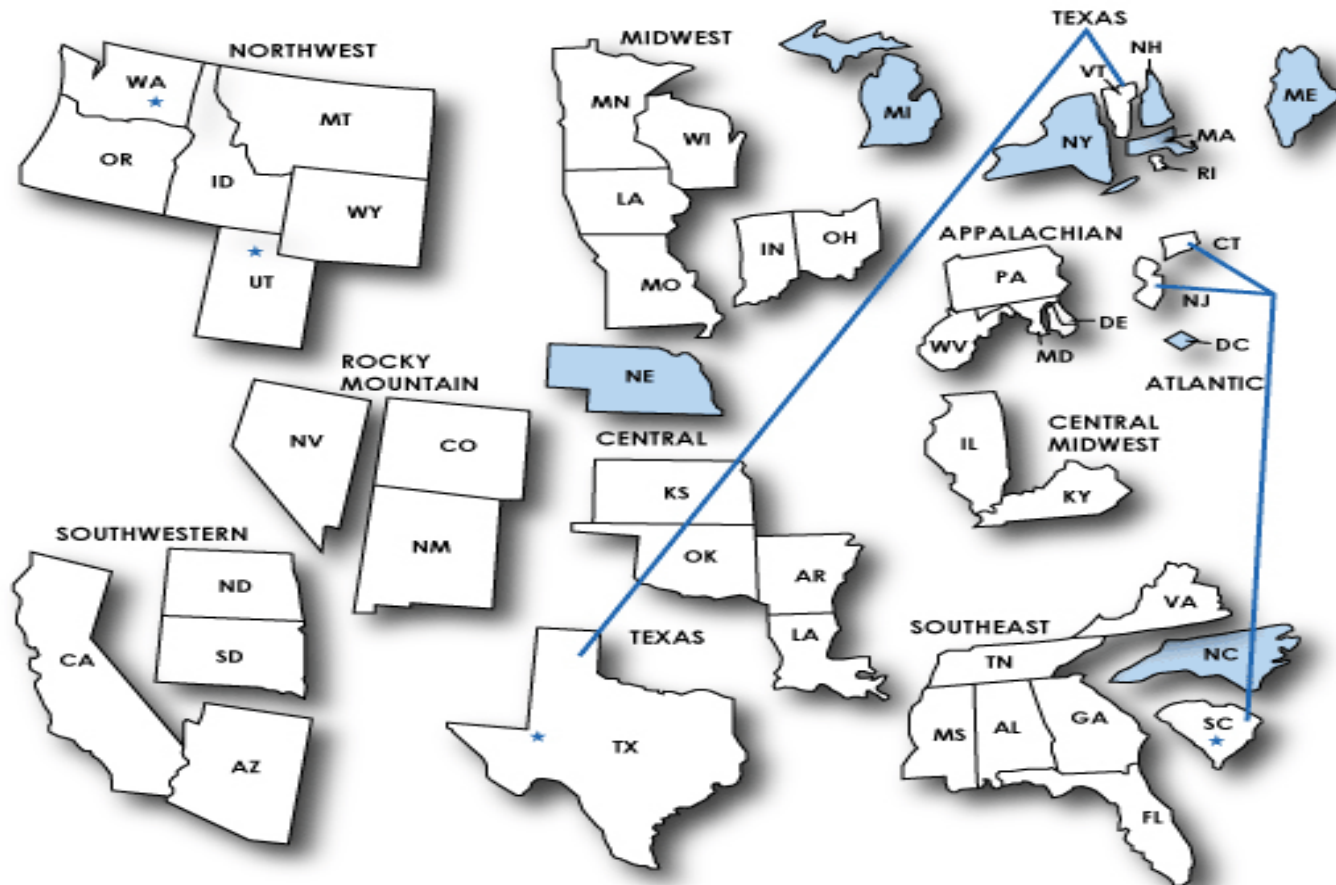 NORTHWEST
WA
MT
OR
ID
WY
UT
MIDWEST
MN
WI
LA
MO
IN
OH
MI
TEXAS
NH
VT
ME
NY
MA
RI
APPALACHIAN
PA
DE
WV
MD
CT
NJ
DC
ATLANTIC
ROCKY
MOUNTAIN
NV
CO
NM
NE
CENTRAL
KS
OK
AR
LA
CENTRAL
MIDWEST
IL
KY
SOUTHWESTERN
ND
CA
SD
AZ
TEXAS
TX
SOUTHEAST
VA
TN
NC
MS
AL
GA
SC
FL